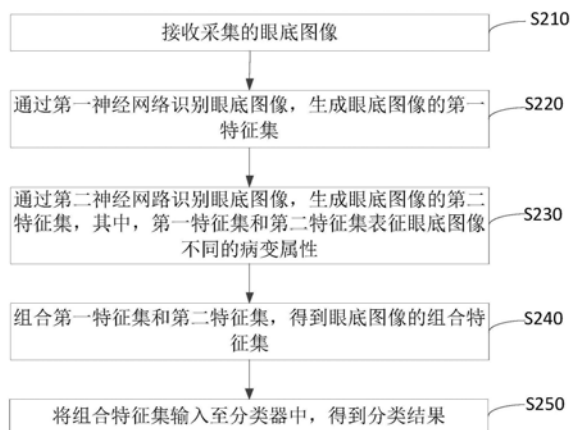 接收采集的眼底图像
S210
通过第一神经网络识别眼底图像，生成眼底图像的第一
特征集
S220
通过第二神经网路识别眼底图像，生成眼底图像的第二
特征集，其中，第一特征集和第二特征集表征眼底图像
不同的病变属性
S230
组合第一特征集和第二特征集，得到眼底图像的组合特
征集
S240
将组合特征集输入至分类器中，得到分类结果
S250